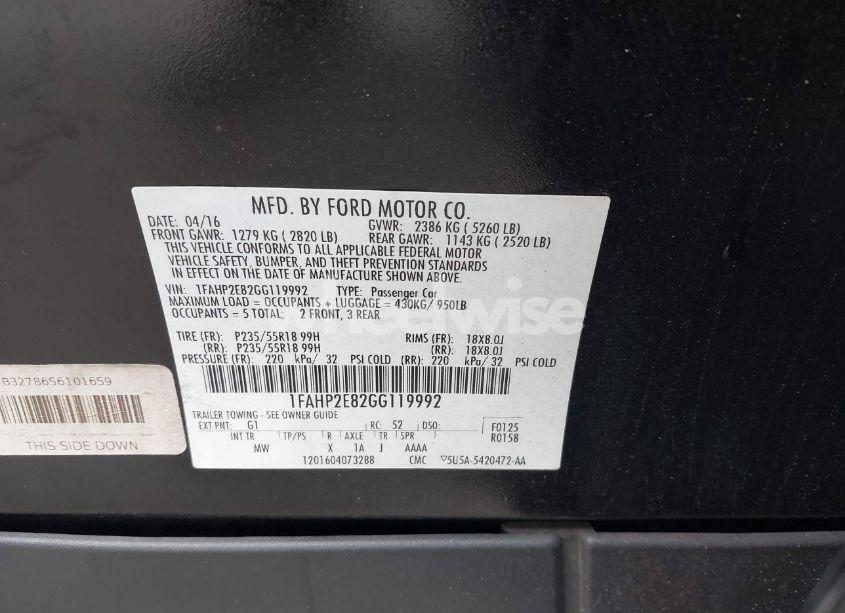 MFD. BY FORD MOTOR CO.
DATE: 04/16 GVWR: 2386 KG ( 5260 LB)
FRONT GAWR: 1279 KG ( 2820 LB) REAR GAWR: 1143 KG ( 2520 LB)
THIS VEHICLE CONFORMS TO ALL APPLICABLE FEDERAL MOTOR
VEHICLE SAFETY, BUMPER, AND THEFT PREVENTION STANDARDS
IN EFFECT ON THE DATE OF MANUFACTURE SHOWN ABOVE.
VIN: 1FAHP2E82GG119992 TYPE: Passenger Car
MAXIMUM LOAD = OCCUPANTS + LUGGAGE = 430KG/ 950LB
OCCUPANTS = 5 TOTAL; 2 FRONT, 3 REAR
TIRE (FR): P235/55R18 99H RIMS (FR): 18X8.0J
(RR): P235/55R18 99H (RR): 18X8.0J
PRESSURE (FR): 220 kPa/ 32 PSI COLD (RR): 220 kPa/ 32 PSI COLD
1FAHP2E82GG119992
TRAILER TOWING - SEE OWNER GUIDE
EXT PNT: G1 RC: 52 DSO: F0125
INT TR TP/PS R AXLE TR SPR R0158
MW X 1A J AAAA
1201604073288 CMC ▽5U5A-5420472-AA
B3278656101659
THIS SIDE DOWN